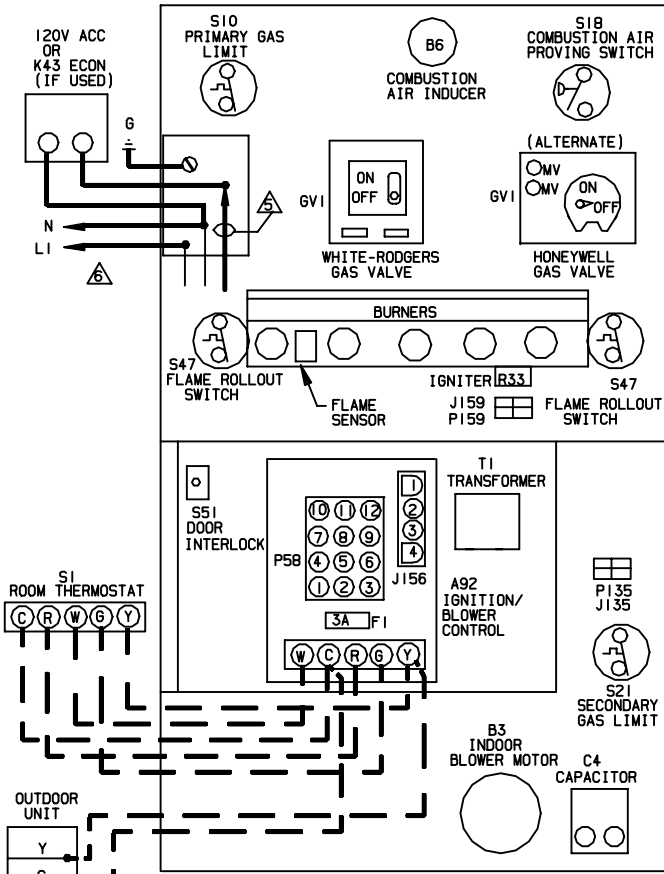 S10
PRIMARY GAS
LIMIT
B6
COMBUSTION
AIR INDUCER
S18
COMBUSTION AIR
PROVING SWITCH
120V ACC
OR
K43 ECON
(IF USED)
G
N
L1
5
6
GV1
ON
OFF
WHITE-RODGERS
GAS VALVE
(ALTERNATE)
GV1
MV
MV
ON
OFF
HONEYWELL
GAS VALVE
BURNERS
S47
FLAME ROLLOUT
SWITCH
FLAME
SENSOR
IGNITER R33
J159
P159
S47
FLAME ROLLOUT
SWITCH
S51
DOOR
INTERLOCK
P58
10 11 12
7 8 9
4 5 6
1 2 3
1
2
3
4
J156
3A F1
W C R G Y
T1
TRANSFORMER
A92
IGNITION/
BLOWER
CONTROL
P135
J135
S21
SECONDARY
GAS LIMIT
S1
ROOM THERMOSTAT
C R W G Y
B3
INDOOR
BLOWER MOTOR
C4
CAPACITOR
OUTDOOR
UNIT
Y